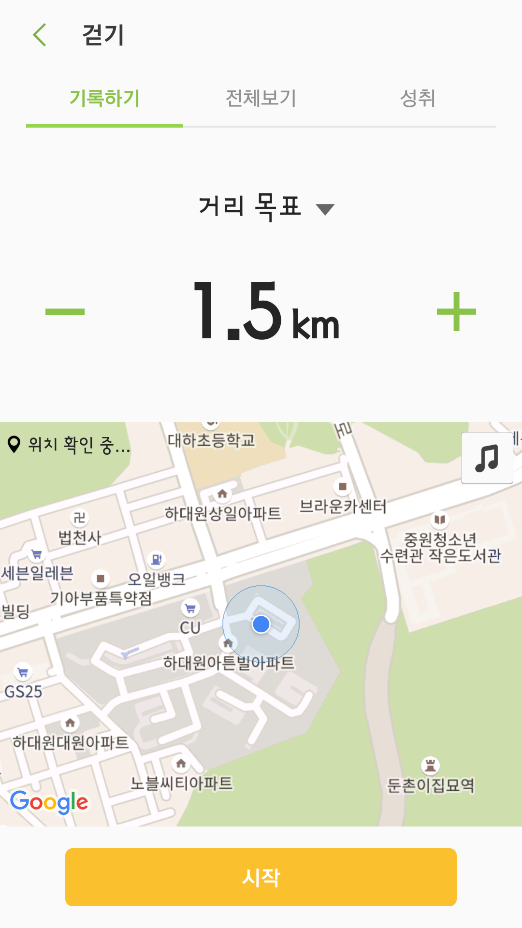 걷기
기록하기 전체보기 성취
거리 목표
1.5 km
위치 확인 중...
대하초등학교
하대원상일아파트
브라운카센터
법천사
중원청소년
수련관 작은도서관
세븐일레븐
오일뱅크
기아부품특약점
빌딩
CU
하대원아튼빌아파트
GS25
하대원대원아파트
노블씨티아파트
둔촌이집묘역
Google
시작